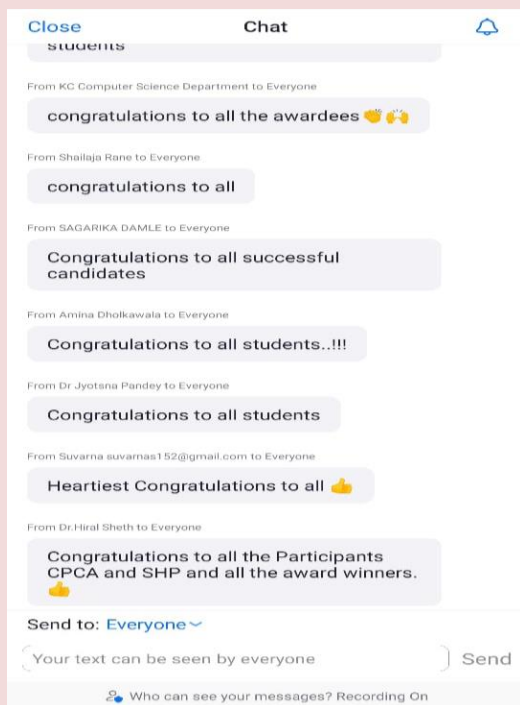 Close Chat
students
From KC Computer Science Department to Everyone
congratulations to all the awardees 👏🙌
From Shailaja Rane to Everyone
congratulations to all
From SAGARIKA DAMLE to Everyone
Congratulations to all successful
candidates
From Amina Dholkawala to Everyone
Congratulations to all students..!!!
From Dr Jyotsna Pandey to Everyone
Congratulations to all students
From Suvarna suvarnas152@gmail.com to Everyone
Heartiest Congratulations to all 👍
From Dr.Hiral Sheth to Everyone
Congratulations to all the Participants
CPCA and SHP and all the award winners.
👍
Send to: Everyone
Your text can be seen by everyone Send
Who can see your messages? Recording On